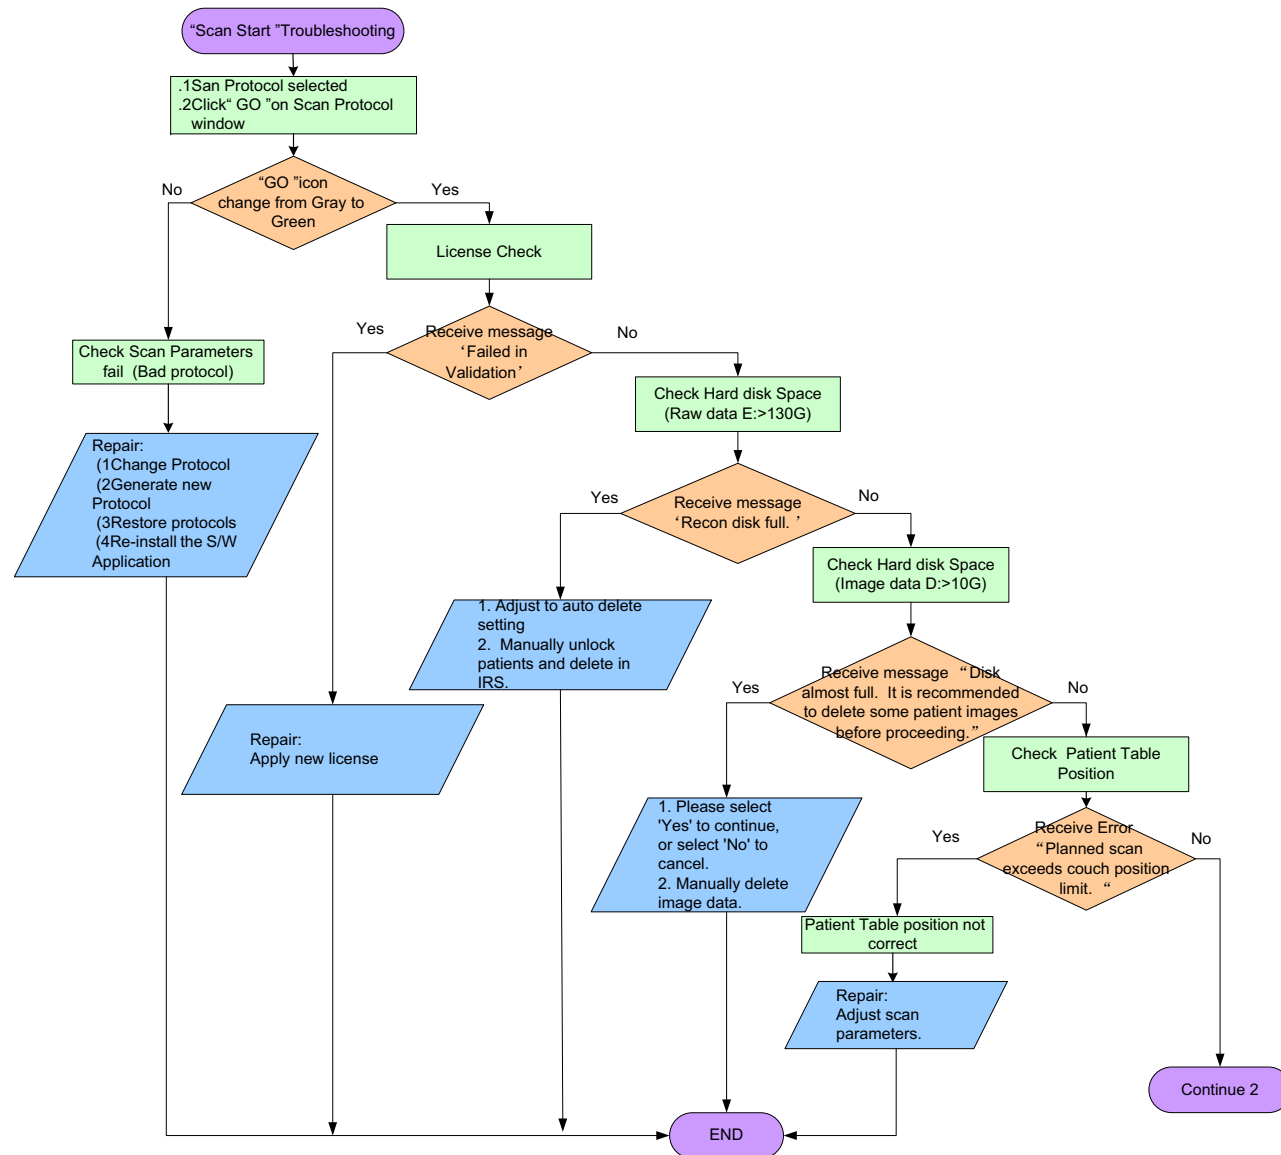 “Scan Start ”Troubleshooting
.1San Protocol selected
.2Click“ GO ”on Scan Protocol
window
“GO ”icon
change from Gray to
Green
No
Yes
License Check
Receive message
‘Failed in
Validation’
Yes
No
Check Scan Parameters
fail (Bad protocol)
Check Hard disk Space
(Raw data E:>130G)
Repair:
(1Change Protocol
(2Generate new
Protocol
(3Restore protocols
(4Re-install the S/W
Application
Receive message
‘Recon disk full. ’
Yes
No
Check Hard disk Space
(Image data D:>10G)
1. Adjust to auto delete
setting
2. Manually unlock
patients and delete in
IRS.
Receive message “Disk
almost full. It is recommended
to delete some patient images
before proceeding.”
Yes
No
Repair:
Apply new license
Check Patient Table
Position
1. Please select
'Yes' to continue,
or select 'No' to
cancel.
2. Manually delete
image data.
Receive Error
“Planned scan
exceeds couch position
limit. “
Yes
No
Patient Table position not
correct
Repair:
Adjust scan
parameters.
Continue 2
END